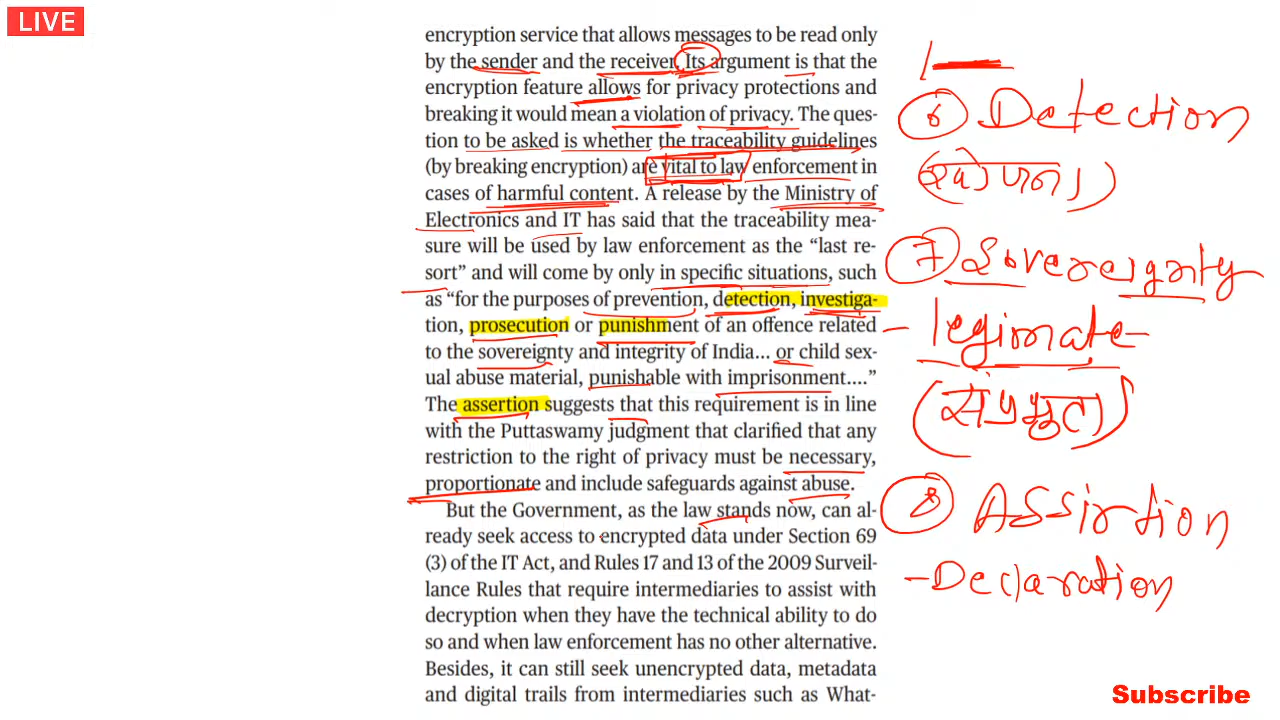 LIVE
encryption service that allows messages to be read only
by the sender and the receiver. Its argument is that the
encryption feature allows for privacy protections and
breaking it would mean a violation of privacy. The ques-
tion to be asked is whether the traceability guidelines
(by breaking encryption) are vital to law enforcement in
cases of harmful content. A release by the Ministry of
Electronics and IT has said that the traceability mea-
sure will be used by law enforcement as the “last re-
sort” and will come by only in specific situations, such
as “for the purposes of prevention, detection, investiga-
tion, prosecution or punishment of an offence related
to the sovereignty and integrity of India... or child sex-
ual abuse material, punishable with imprisonment....”
The assertion suggests that this requirement is in line
with the Puttaswamy judgment that clarified that any
restriction to the right of privacy must be necessary,
proportionate and include safeguards against abuse.
But the Government, as the law stands now, can al-
ready seek access to encrypted data under Section 69
(3) of the IT Act, and Rules 17 and 13 of the 2009 Surveil-
lance Rules that require intermediaries to assist with
decryption when they have the technical ability to do
so and when law enforcement has no other alternative.
Besides, it can still seek unencrypted data, metadata
and digital trails from intermediaries such as What-
6 Detection
(खोजना)
7 Sovereignty
- legimate -
(संप्रभुता)
8 Assirtion
- Declaration
Subscribe